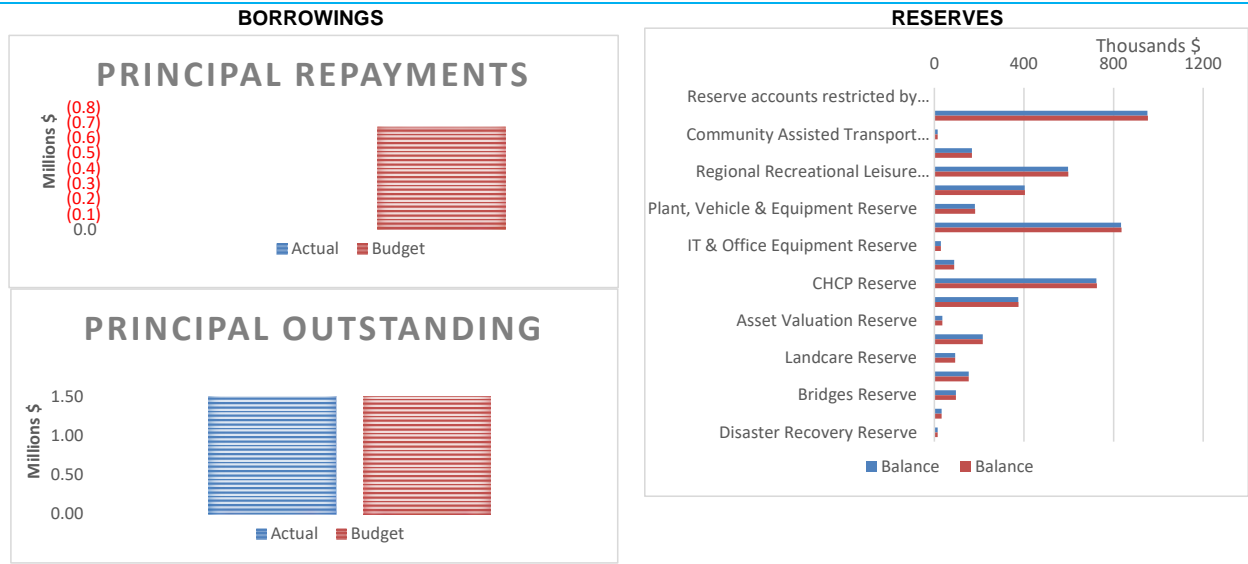 BORROWINGS
PRINCIPAL REPAYMENTS
Millions $
(0.8)
(0.7)
(0.6)
(0.5)
(0.4)
(0.3)
(0.2)
(0.1)
0.0
Actual Budget
PRINCIPAL OUTSTANDING
Millions $
1.50
1.00
0.50
0.00
Actual Budget
RESERVES
Thousands $
0 400 800 1200
Reserve accounts restricted by...
Community Assisted Transport...
Regional Recreational Leisure...
Plant, Vehicle & Equipment Reserve
IT & Office Equipment Reserve
CHCP Reserve
Asset Valuation Reserve
Landcare Reserve
Bridges Reserve
Disaster Recovery Reserve
Balance Balance